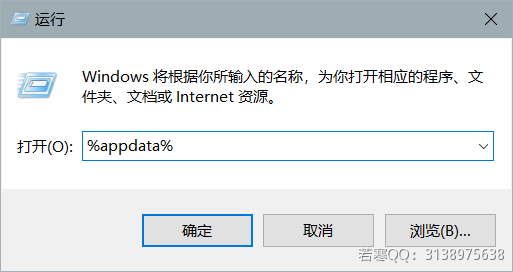 运行
Windows 将根据你所输入的名称，为你打开相应的程序、文
件夹、文档或 Internet 资源。
打开(O): %appdata%
确定 取消 浏览(B)...
若寒QQ：3138975638